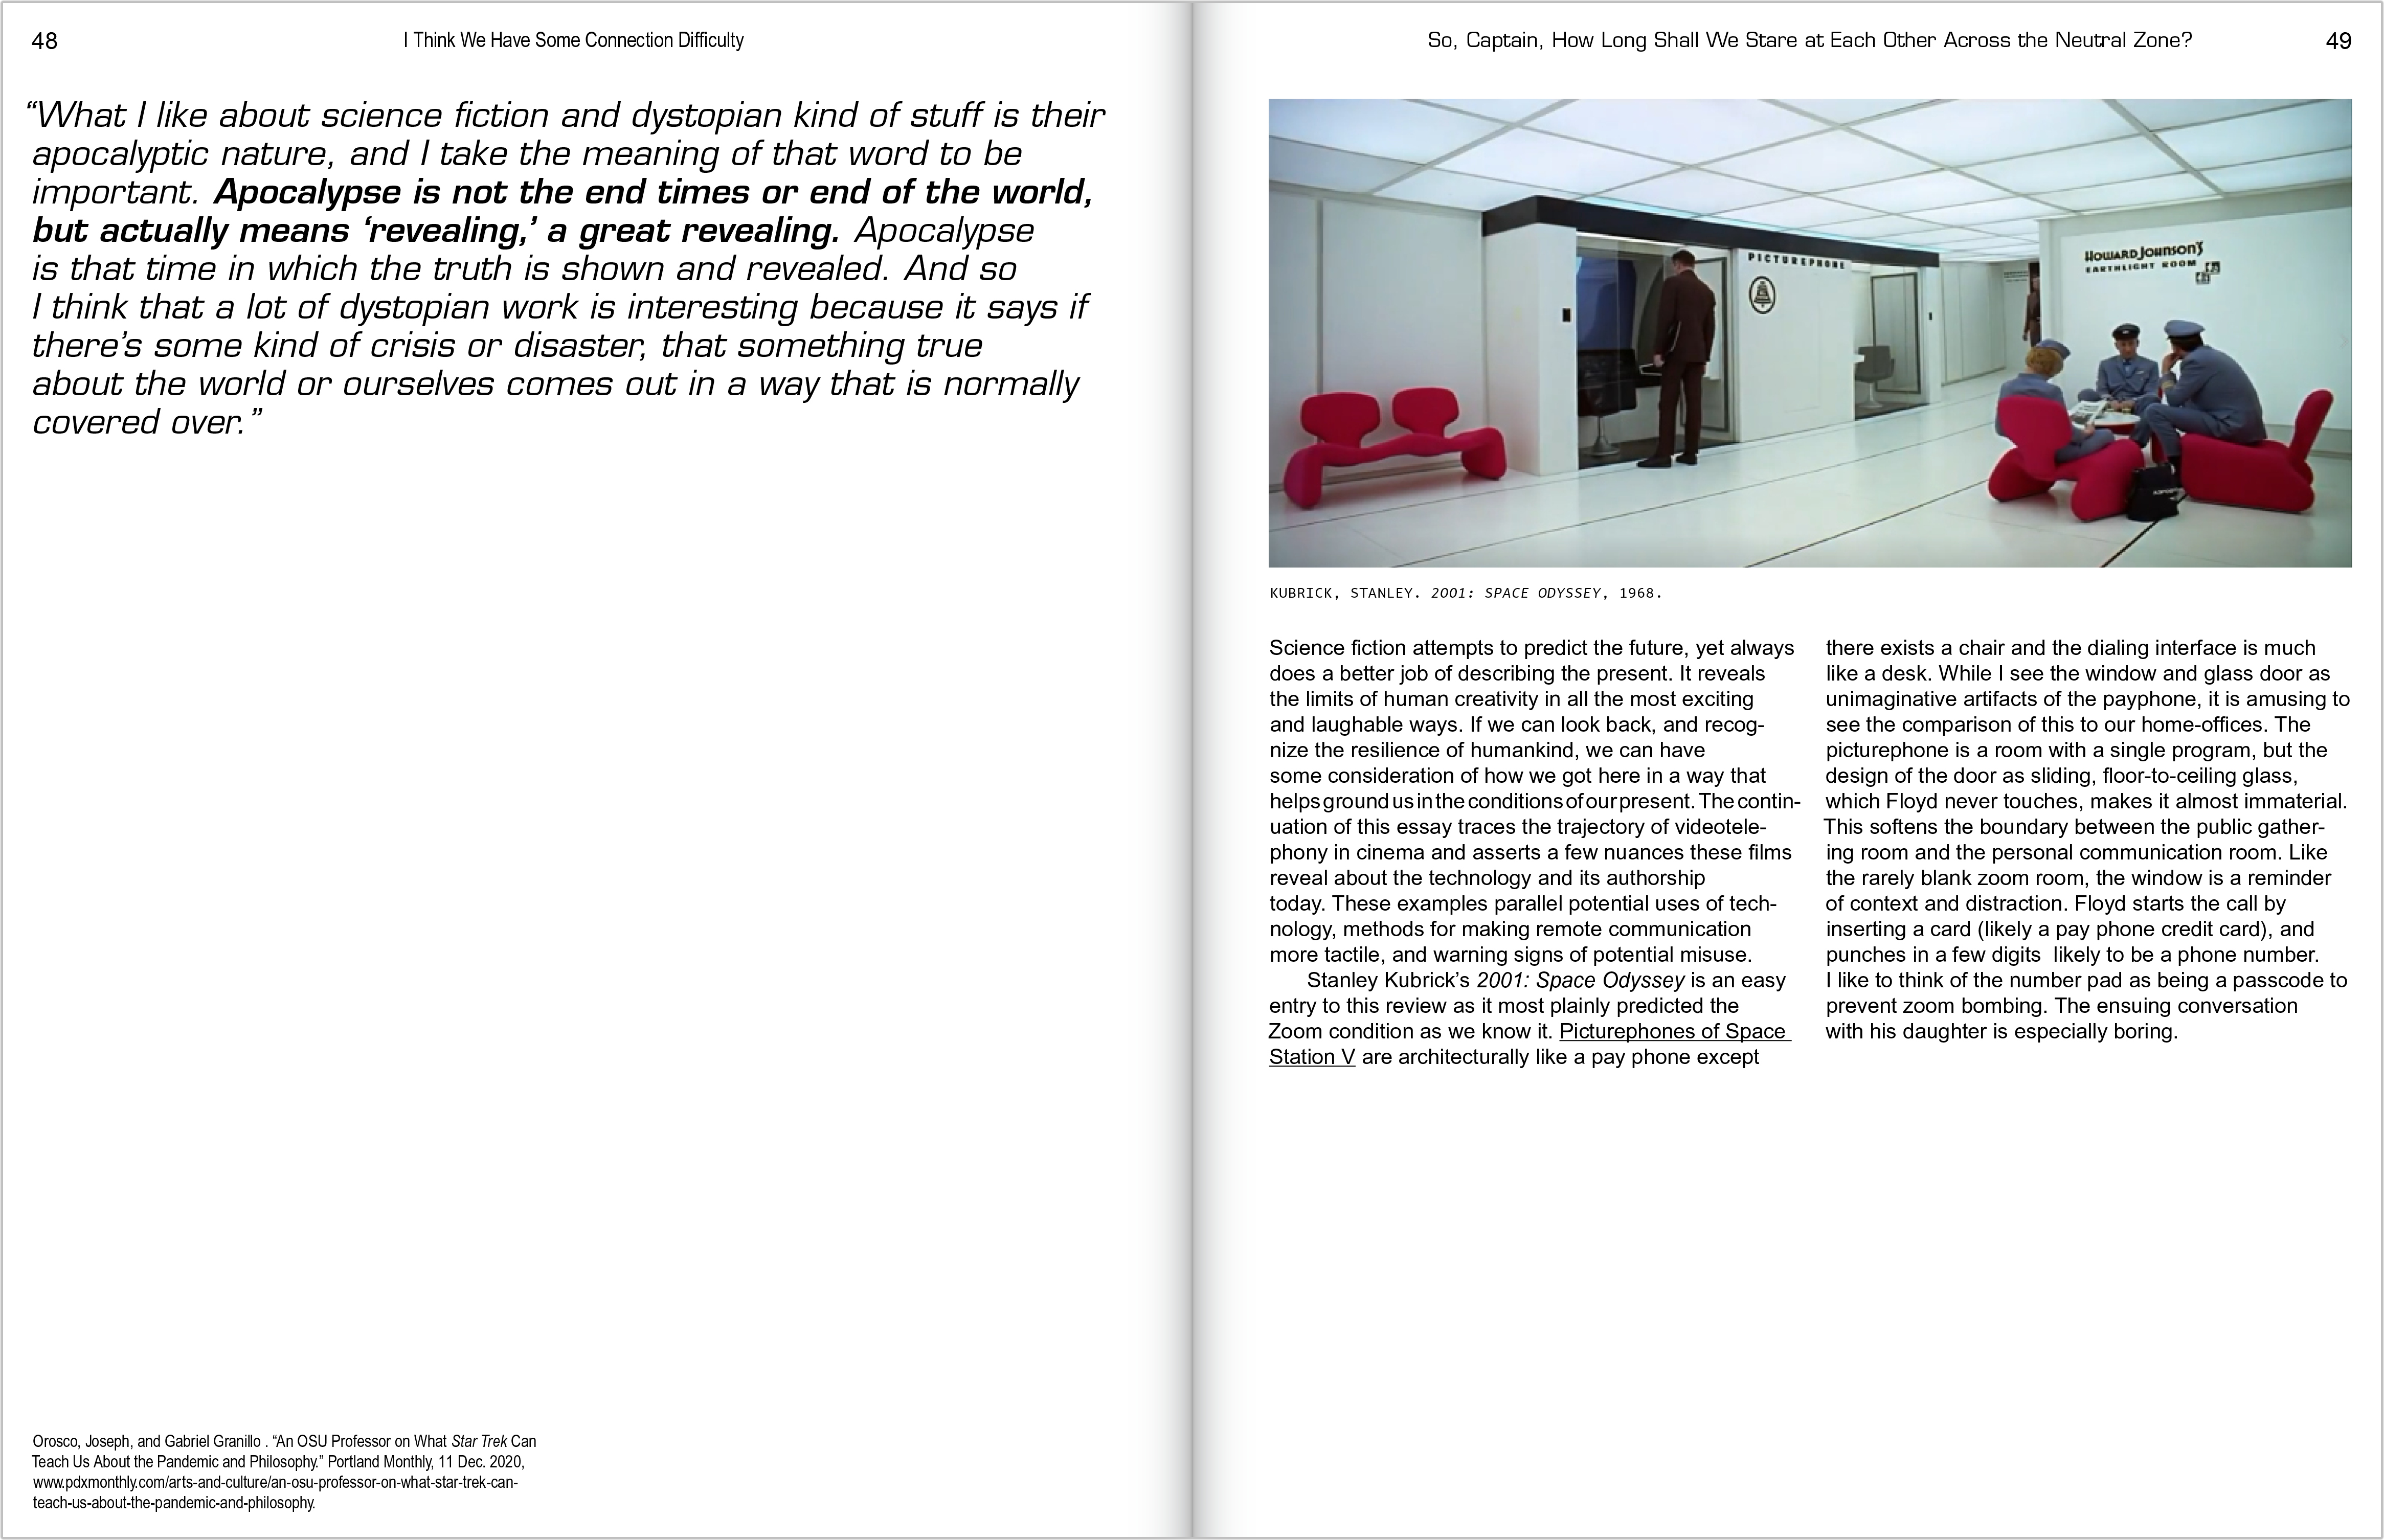 48
I Think We Have Some Connection Difficulty
“What I like about science fiction and dystopian kind of stuff is their
apocalyptic nature, and I take the meaning of that word to be
important. Apocalypse is not the end times or end of the world,
but actually means ‘revealing,’ a great revealing. Apocalypse
is that time in which the truth is shown and revealed. And so
I think that a lot of dystopian work is interesting because it says if
there’s some kind of crisis or disaster, that something true
about the world or ourselves comes out in a way that is normally
covered over.”
Orosco, Joseph, and Gabriel Granillo . “An OSU Professor on What Star Trek Can
Teach Us About the Pandemic and Philosophy.” Portland Monthly, 11 Dec. 2020,
www.pdxmonthly.com/arts-and-culture/an-osu-professor-on-what-star-trek-can-
teach-us-about-the-pandemic-and-philosophy.
So, Captain, How Long Shall We Stare at Each Other Across the Neutral Zone?
49
PICTUREPHONE
HOWARD JOHNSON'S
EARTHLIGHT ROOM
KUBRICK, STANLEY. 2001: SPACE ODYSSEY, 1968.
Science fiction attempts to predict the future, yet always
does a better job of describing the present. It reveals
the limits of human creativity in all the most exciting
and laughable ways. If we can look back, and recog-
nize the resilience of humankind, we can have
some consideration of how we got here in a way that
helps ground us in the conditions of our present. The contin-
uation of this essay traces the trajectory of videotele-
phony in cinema and asserts a few nuances these films
reveal about the technology and its authorship
today. These examples parallel potential uses of tech-
nology, methods for making remote communication
more tactile, and warning signs of potential misuse.
Stanley Kubrick’s 2001: Space Odyssey is an easy
entry to this review as it most plainly predicted the
Zoom condition as we know it. Picturephones of Space
Station V are architecturally like a pay phone except
there exists a chair and the dialing interface is much
like a desk. While I see the window and glass door as
unimaginative artifacts of the payphone, it is amusing to
see the comparison of this to our home-offices. The
picturephone is a room with a single program, but the
design of the door as sliding, floor-to-ceiling glass,
which Floyd never touches, makes it almost immaterial.
This softens the boundary between the public gather-
ing room and the personal communication room. Like
the rarely blank zoom room, the window is a reminder
of context and distraction. Floyd starts the call by
inserting a card (likely a pay phone credit card), and
punches in a few digits  likely to be a phone number.
I like to think of the number pad as being a passcode to
prevent zoom bombing. The ensuing conversation
with his daughter is especially boring.